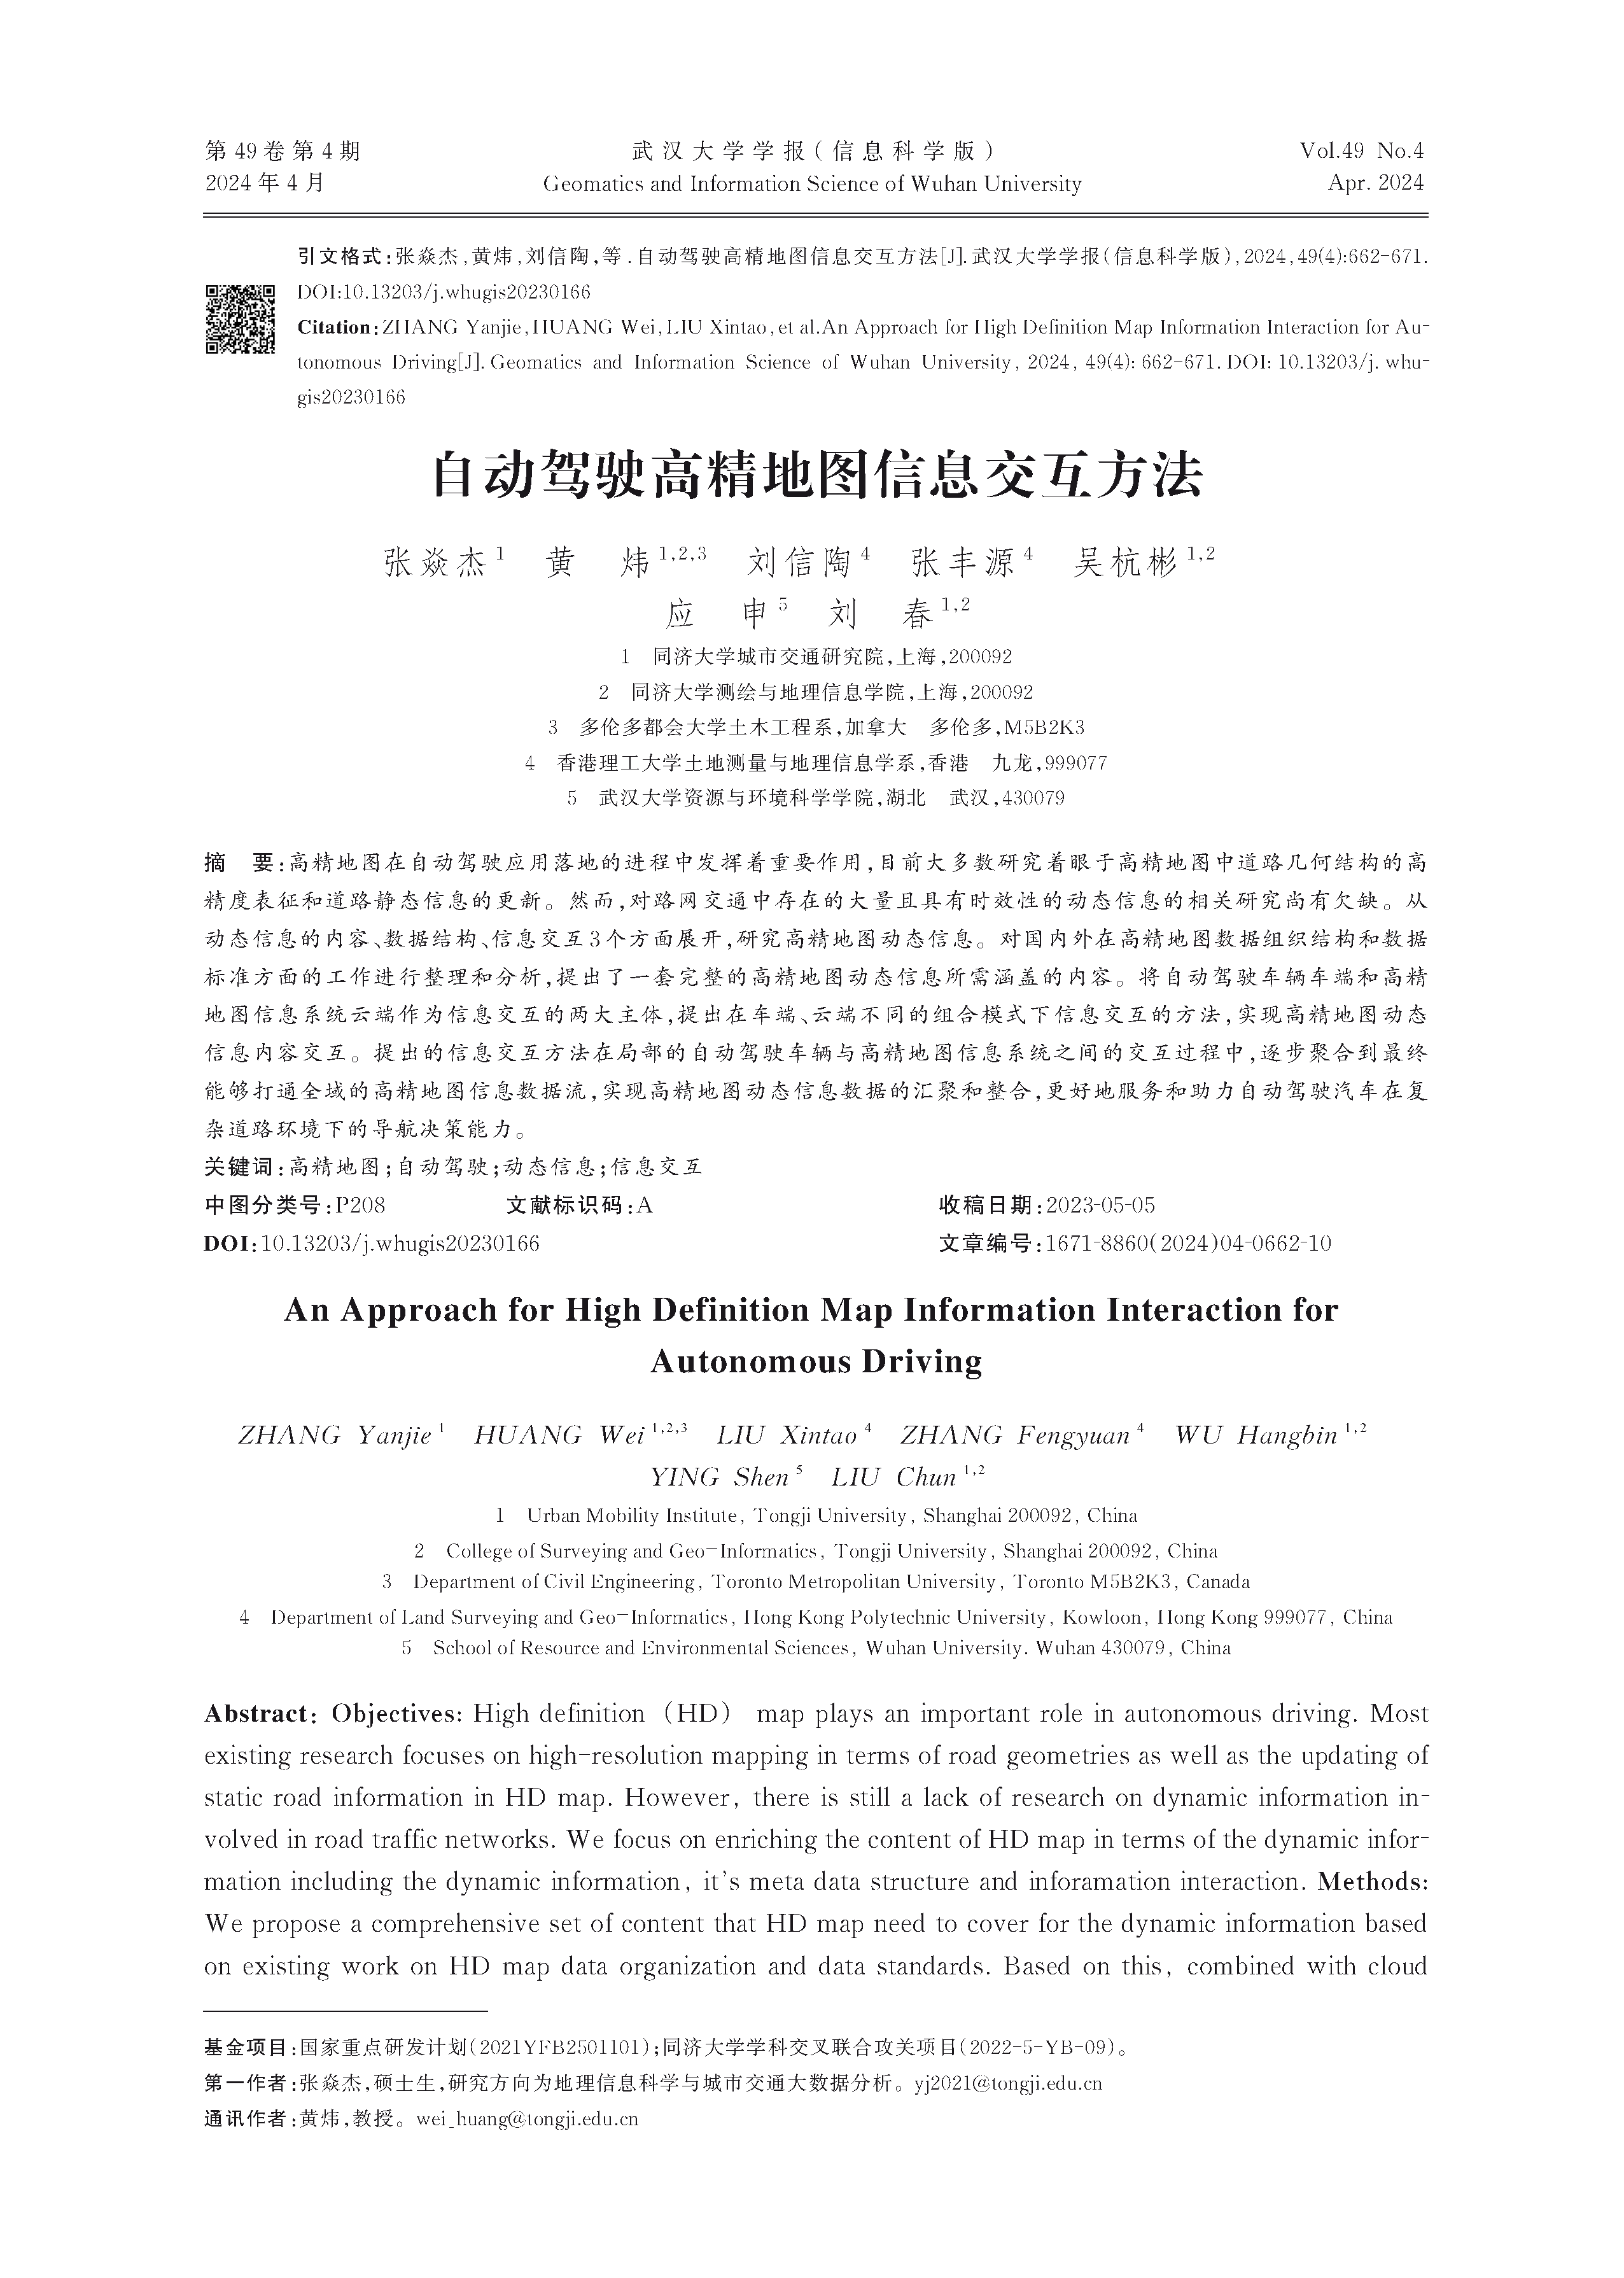 第 49 卷 第 4 期
2024 年 4 月
武汉大学学报(信息科学版)
Geomatics and Information Science of Wuhan University
Vol.49 No.4
Apr. 2024
引文格式:张焱杰,黄炜,刘信陶,等.自动驾驶高精地图信息交互方法[J].武汉大学学报(信息科学版),2024,49(4):662-671.
DOI:10.13203/j.whugis20230166
Citation:ZHANG Yanjie,HUANG Wei,LIU Xintao,et al.An Approach for High Definition Map Information Interaction for Au-
tonomous Driving[J].Geomatics and Information Science of Wuhan University, 2024, 49(4): 662-671. DOI: 10.13203/j. whu-
gis20230166
自动驾驶高精地图信息交互方法
张焱杰 1 黄 炜 1,2,3 刘信陶 4 张丰源 4 吴杭彬 1,2
应 申 5 刘 春 1,2
1 同济大学城市交通研究院,上海,200092
2 同济大学测绘与地理信息学院,上海,200092
3 多伦多都会大学土木工程系,加拿大 多伦多,M5B2K3
4 香港理工大学土地测量与地理信息学系,香港 九龙,999077
5 武汉大学资源与环境科学学院,湖北 武汉,430079
摘 要:高精地图在自动驾驶应用落地的进程中发挥着重要作用,目前大多数研究着眼于高精地图中道路几何结构的高
精度表征和道路静态信息的更新。然而,对路网交通中存在的大量且具有时效性的动态信息的相关研究尚有欠缺。从
动态信息的内容、数据结构、信息交互3个方面展开,研究高精地图动态信息。对国内外在高精地图数据组织结构和数据
标准方面的工作进行整理和分析,提出了一套完整的高精地图动态信息所需涵盖的内容。将自动驾驶车辆车端和高精
地图信息系统云端作为信息交互的两大主体,提出在车端、云端不同的组合模式下信息交互的方法,实现高精地图动态
信息内容交互。提出的信息交互方法在局部的自动驾驶车辆与高精地图信息系统之间的交互过程中,逐步聚合到最终
能够打通全域的高精地图信息数据流,实现高精地图动态信息数据的汇聚和整合,更好地服务和助力自动驾驶汽车在复
杂道路环境下的导航决策能力。
关键词:高精地图;自动驾驶;动态信息;信息交互
中图分类号:P208 文献标识码:A 收稿日期:2023-05-05
DOI:10.13203/j.whugis20230166 文章编号:1671-8860(2024)04-0662-10
An Approach for High Definition Map Information Interaction for
Autonomous Driving
ZHANG Yanjie 1 HUANG Wei 1,2,3 LIU Xintao 4 ZHANG Fengyuan 4 WU Hangbin 1,2
YING Shen 5 LIU Chun 1,2
1 Urban Mobility Institute, Tongji University, Shanghai 200092, China
2 College of Surveying and Geo-Informatics, Tongji University, Shanghai 200092, China
3 Department of Civil Engineering, Toronto Metropolitan University, Toronto M5B2K3, Canada
4 Department of Land Surveying and Geo-Informatics, Hong Kong Polytechnic University, Kowloon, Hong Kong 999077, China
5 School of Resource and Environmental Sciences, Wuhan University. Wuhan 430079, China
Abstract: Objectives: High definition (HD) map plays an important role in autonomous driving. Most
existing research focuses on high-resolution mapping in terms of road geometries as well as the updating of
static road information in HD map. However, there is still a lack of research on dynamic information in-
volved in road traffic networks. We focus on enriching the content of HD map in terms of the dynamic infor-
mation including the dynamic information, it's meta data structure and inforamation interaction. Methods:
We propose a comprehensive set of content that HD map need to cover for the dynamic information based
on existing work on HD map data organization and data standards. Based on this, combined with cloud
基金项目:国家重点研发计划(2021YFB2501101);同济大学学科交叉联合攻关项目(2022-5-YB-09)。
第一作者:张焱杰,硕士生,研究方向为地理信息科学与城市交通大数据分析。yj2021@tongji.edu.cn
通讯作者:黄炜,教授。wei_huang@tongji.edu.cn